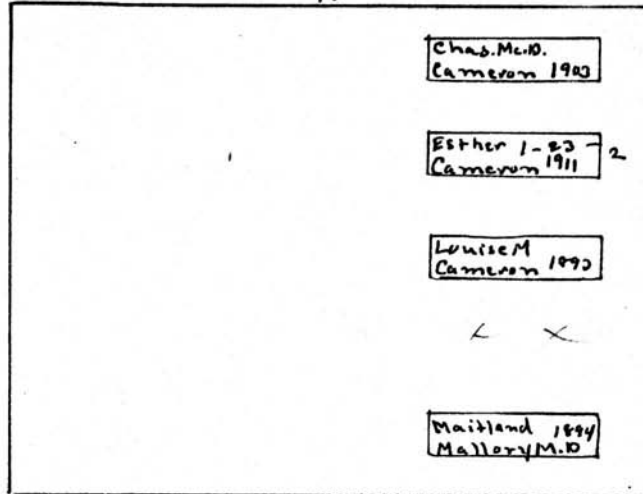 Chas. Mc.D.
Cameron 1903
Esther 1-23-2
Cameron 1911
Louise M
Cameron 1893
Maitland 1894
Mallory M.D